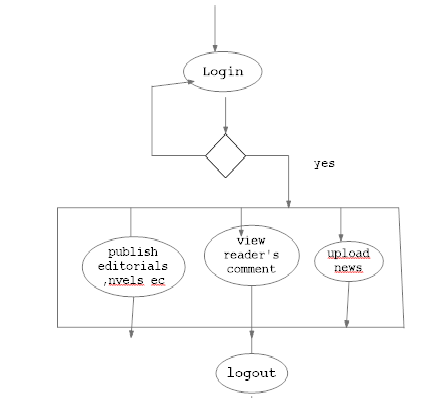 Login
yes
publish
editorials
,nvels ec
view
reader's
comment
upload
news
logout